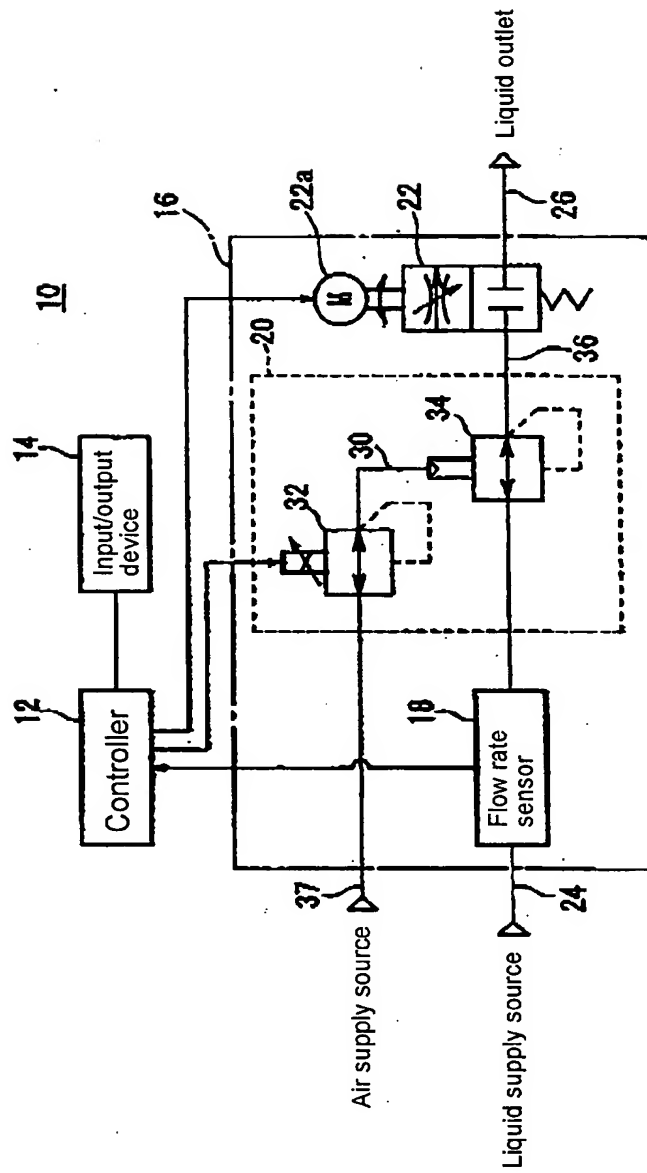 10
14
Input/output
device
12
Controller
16
22a
22
20
32
30
34
36
26
Liquid outlet
18
Flow rate
sensor
37
Air supply source
24
Liquid supply source